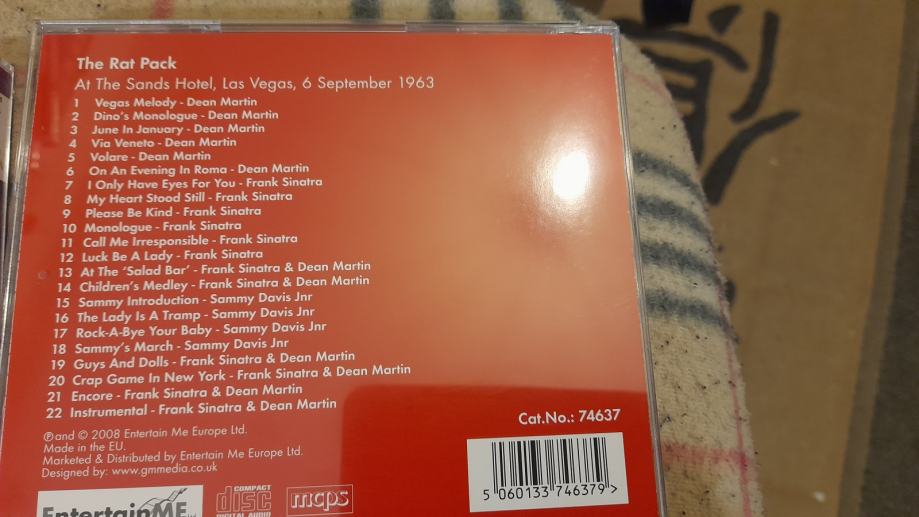 The Rat Pack
At The Sands Hotel, Las Vegas, 6 September 1963
1 Vegas Melody - Dean Martin
2 Dino's Monologue - Dean Martin
3 June In January - Dean Martin
4 Via Veneto - Dean Martin
5 Volare - Dean Martin
6 On An Evening In Roma - Dean Martin
7 I Only Have Eyes For You - Frank Sinatra
8 My Heart Stood Still - Frank Sinatra
9 Please Be Kind - Frank Sinatra
10 Monologue - Frank Sinatra
11 Call Me Irresponsible - Frank Sinatra
12 Luck Be A Lady - Frank Sinatra
13 At The 'Salad Bar' - Frank Sinatra & Dean Martin
14 Children's Medley - Frank Sinatra & Dean Martin
15 Sammy Introduction - Sammy Davis Jnr
16 The Lady Is A Tramp - Sammy Davis Jnr
17 Rock-A-Bye Your Baby - Sammy Davis Jnr
18 Sammy's March - Sammy Davis Jnr
19 Guys And Dolls - Frank Sinatra & Dean Martin
20 Crap Game In New York - Frank Sinatra & Dean Martin
21 Encore - Frank Sinatra & Dean Martin
22 Instrumental - Frank Sinatra & Dean Martin
℗ and © 2008 Entertain Me Europe Ltd.
Made in the EU.
Marketed & Distributed by Entertain Me Europe Ltd.
Designed by: www.gmmedia.co.uk
Cat.No.: 74637
5 060133 746379 >
EntertainME
COMPACT
disc
DIGITAL AUDIO
mcps